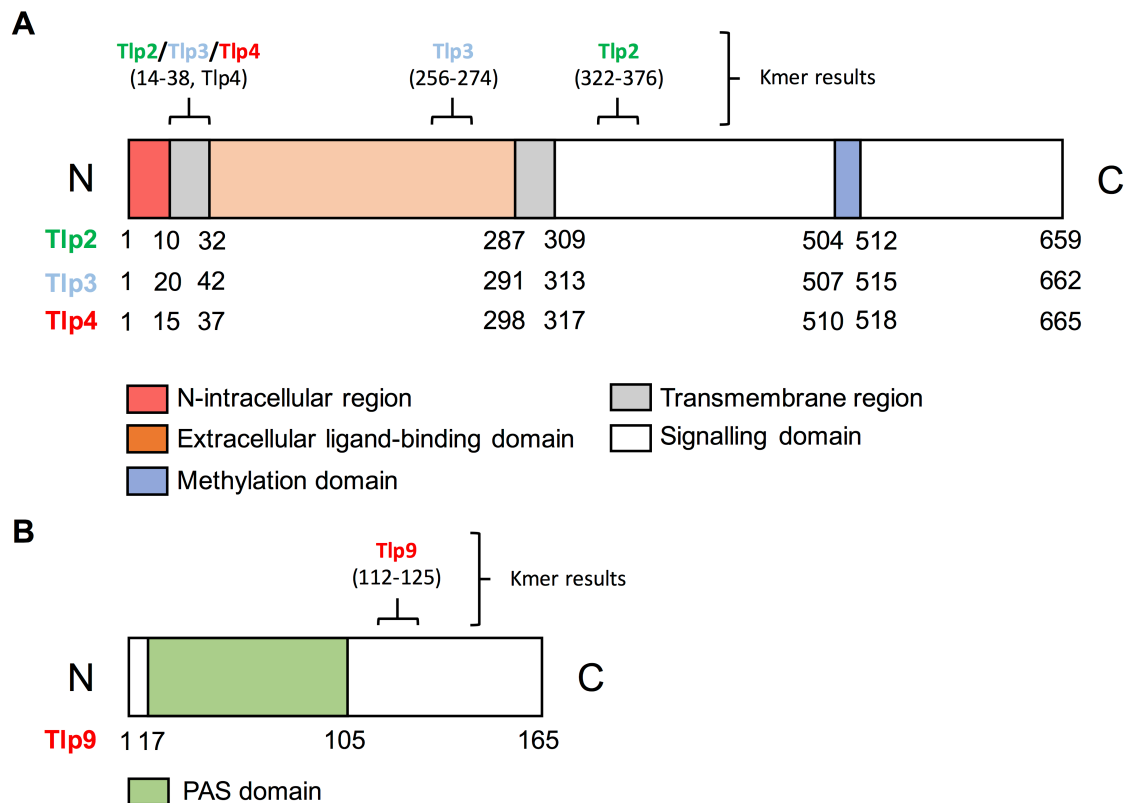 A
Tlp2/Tlp3/Tlp4 Tlp3 Tlp2
(14-38, Tlp4) (256-274) (322-376) Kmer results
N C
Tlp2 1 10 32 287 309 504 512 659
Tlp3 1 20 42 291 313 507 515 662
Tlp4 1 15 37 298 317 510 518 665
N-intracellular region Transmembrane region
Extracellular ligand-binding domain Signalling domain
Methylation domain
B
Tlp9
(112-125) Kmer results
N C
Tlp9 1 17 105 165
PAS domain